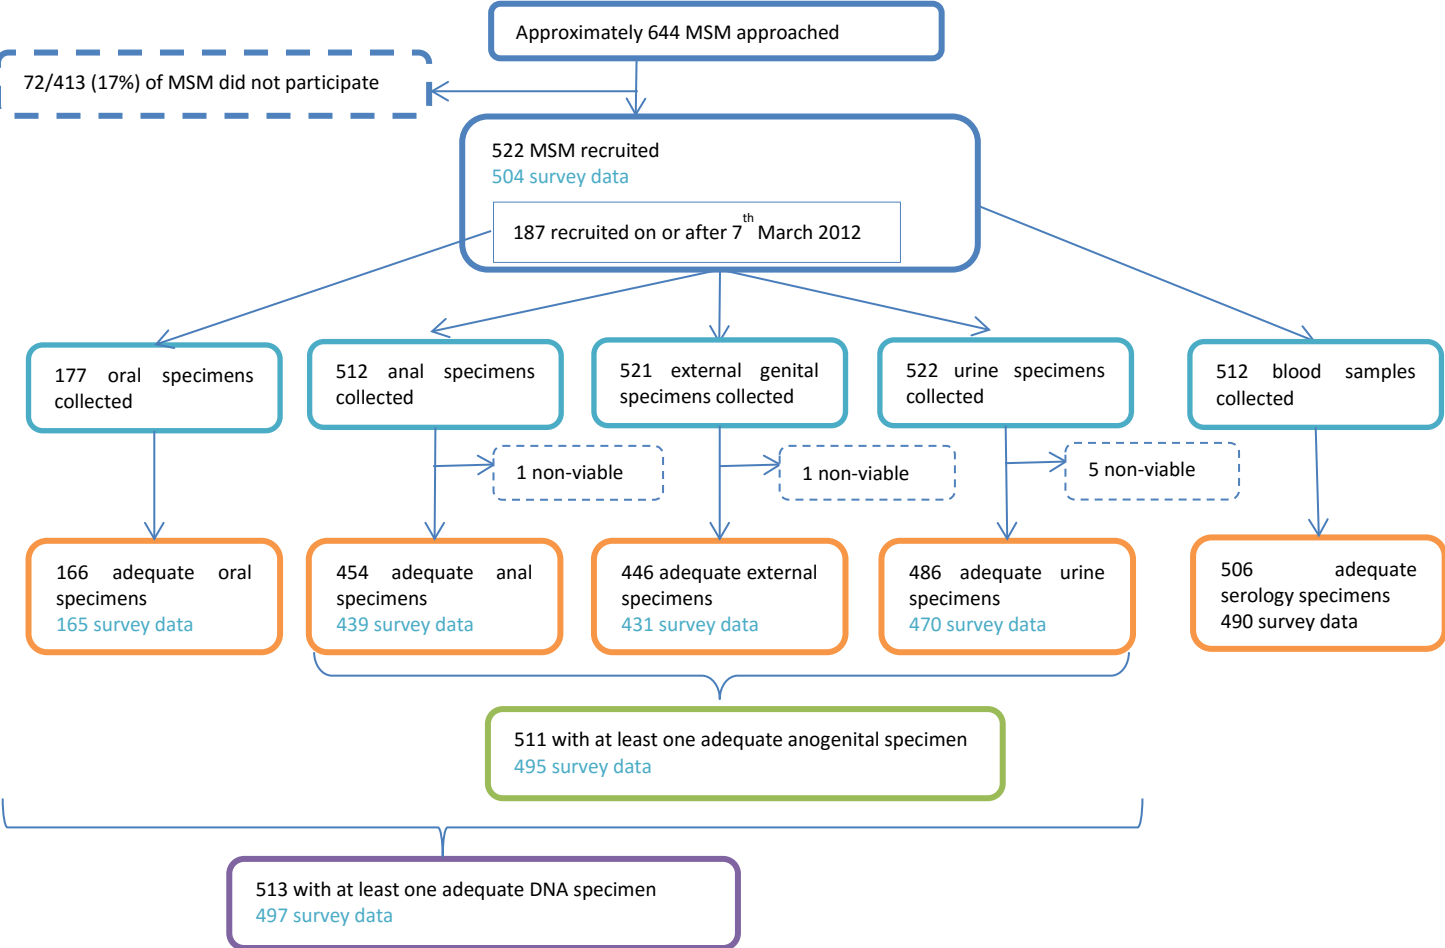 Approximately 644 MSM approached
72/413 (17%) of MSM did not participate
522 MSM recruited
504 survey data
187 recruited on or after 7th March 2012
177 oral specimens
collected
512 anal specimens
collected
521 external genital
specimens collected
522 urine specimens
collected
512 blood samples
collected
1 non-viable
1 non-viable
5 non-viable
166 adequate oral
specimens
165 survey data
454 adequate anal
specimens
439 survey data
446 adequate external
specimens
431 survey data
486 adequate urine
specimens
470 survey data
506 adequate
serology specimens
490 survey data
511 with at least one adequate anogenital specimen
495 survey data
513 with at least one adequate DNA specimen
497 survey data